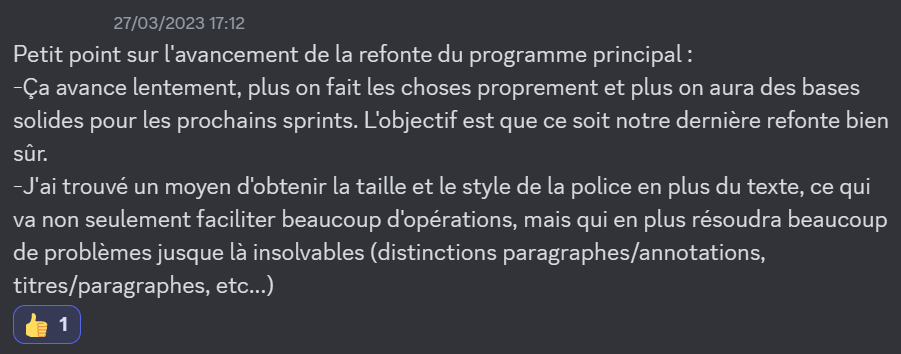 27/03/2023 17:12
Petit point sur l'avancement de la refonte du programme principal :
-Ça avance lentement, plus on fait les choses proprement et plus on aura des bases
solides pour les prochains sprints. L'objectif est que ce soit notre dernière refonte bien
sûr.
-J'ai trouvé un moyen d'obtenir la taille et le style de la police en plus du texte, ce qui
va non seulement faciliter beaucoup d'opérations, mais qui en plus résoudra beaucoup
de problèmes jusque là insolvables (distinctions paragraphes/annotations,
titres/paragraphes, etc...)
👍 1